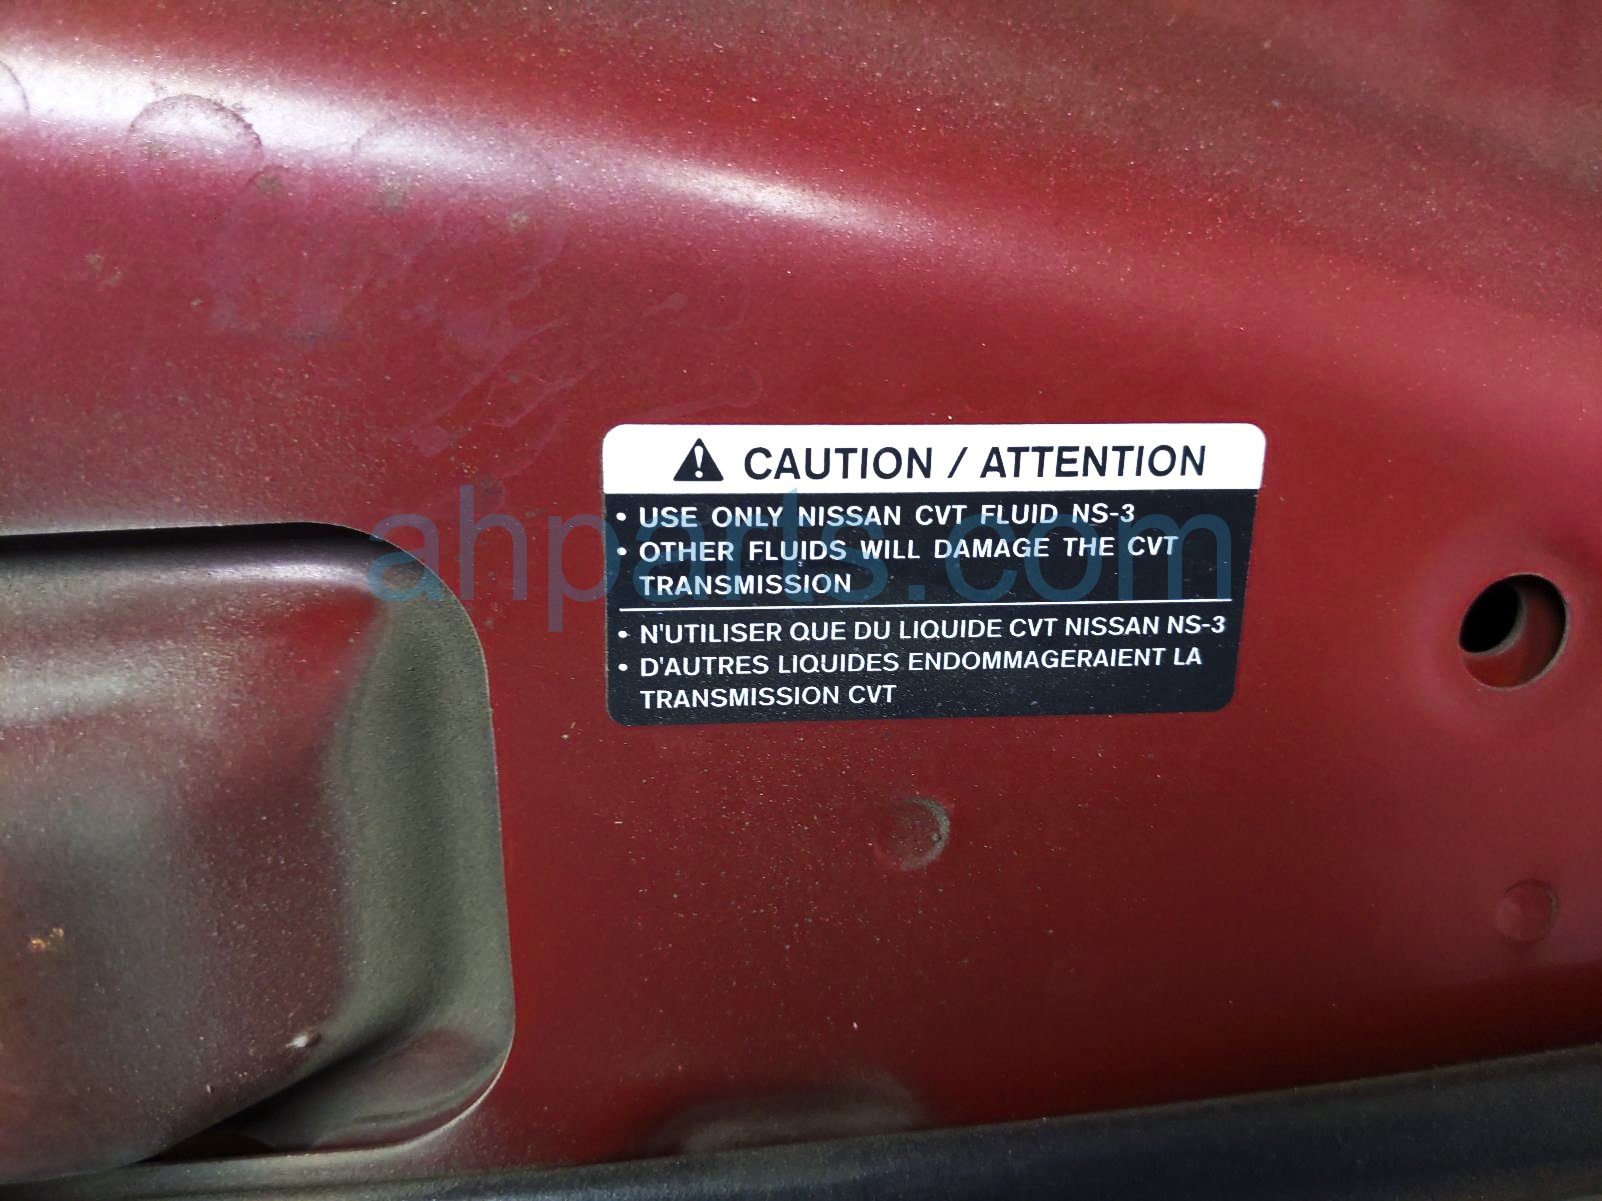 CAUTION / ATTENTION
• USE ONLY NISSAN CVT FLUID NS-3
• OTHER FLUIDS WILL DAMAGE THE CVT
TRANSMISSION
• N'UTILISER QUE DU LIQUIDE CVT NISSAN NS-3
• D'AUTRES LIQUIDES ENDOMMAGERAIENT LA
TRANSMISSION CVT
ahparts.com